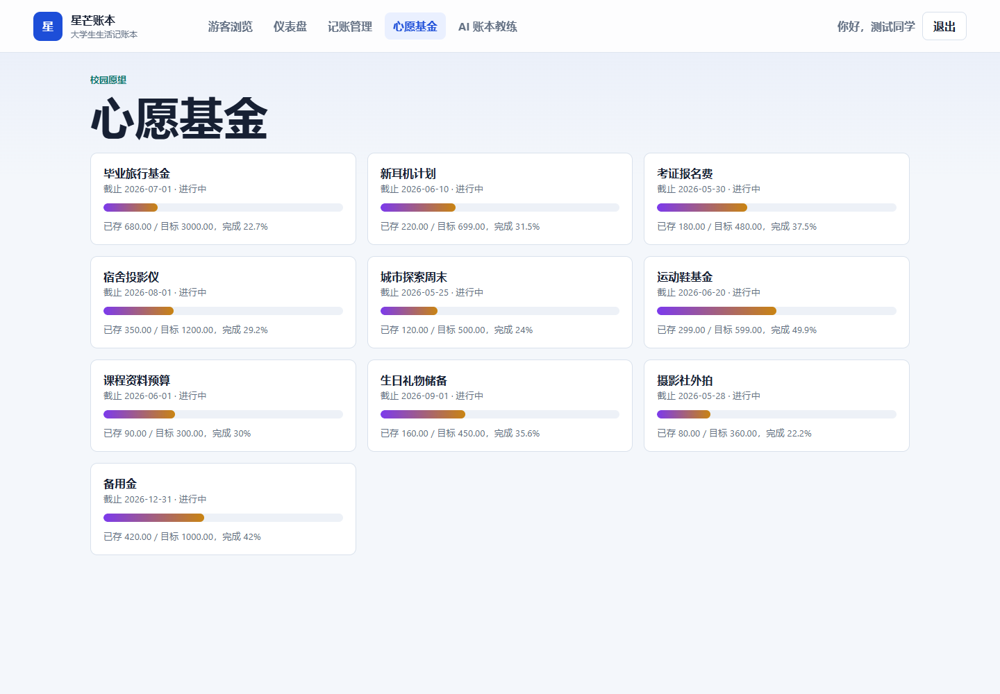 星
星芒账本
大学生生活记账本
游客浏览
仪表盘
记账管理
心愿基金
AI 账本教练
你好，测试同学
退出
校园愿望
心愿基金
毕业旅行基金
截止 2026-07-01 · 进行中
已存 680.00 / 目标 3000.00，完成 22.7%
新耳机计划
截止 2026-06-10 · 进行中
已存 220.00 / 目标 699.00，完成 31.5%
考证报名费
截止 2026-05-30 · 进行中
已存 180.00 / 目标 480.00，完成 37.5%
宿舍投影仪
截止 2026-08-01 · 进行中
已存 350.00 / 目标 1200.00，完成 29.2%
城市探索周末
截止 2026-05-25 · 进行中
已存 120.00 / 目标 500.00，完成 24%
运动鞋基金
截止 2026-06-20 · 进行中
已存 299.00 / 目标 599.00，完成 49.9%
课程资料预算
截止 2026-06-01 · 进行中
已存 90.00 / 目标 300.00，完成 30%
生日礼物储备
截止 2026-09-01 · 进行中
已存 160.00 / 目标 450.00，完成 35.6%
摄影社外拍
截止 2026-05-28 · 进行中
已存 80.00 / 目标 360.00，完成 22.2%
备用金
截止 2026-12-31 · 进行中
已存 420.00 / 目标 1000.00，完成 42%